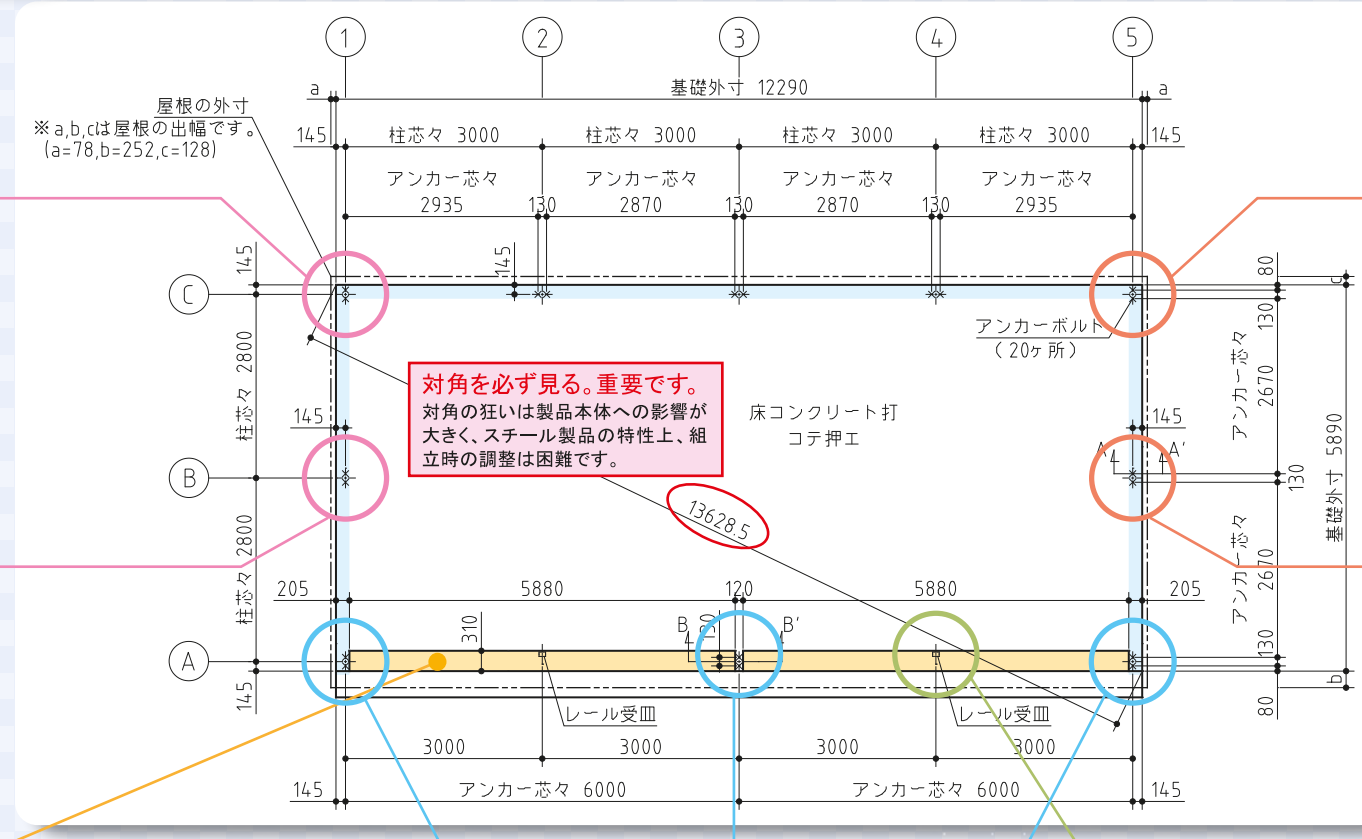 1 2 3 4 5
a 基礎外寸 12290 a
屋根の外寸
※a,b,cは屋根の出幅です。
(a=78,b=252,c=128)
145 柱芯々 3000 柱芯々 3000 柱芯々 3000 柱芯々 3000 145
アンカー芯々 アンカー芯々 アンカー芯々 アンカー芯々
2935 130 2870 130 2870 130 2935
145 145 80 c
C
アンカーボルト
(20ヶ所)
130
柱芯々 2800
アンカー芯々 2670
対角を必ず見る。重要です。
対角の狂いは製品本体への影響が
大きく、スチール製品の特性上、組
立時の調整は困難です。
床コンクリート打
コテ押エ
145 145
基礎外寸 5890
A A'
B
130
13628.5
柱芯々 2800
アンカー芯々 2670
205 5880 120 5880 205
310 B 130 B'
A
130
145 b
80
レール受皿 レール受皿
3000 3000 3000 3000
145 アンカー芯々 6000 アンカー芯々 6000 145